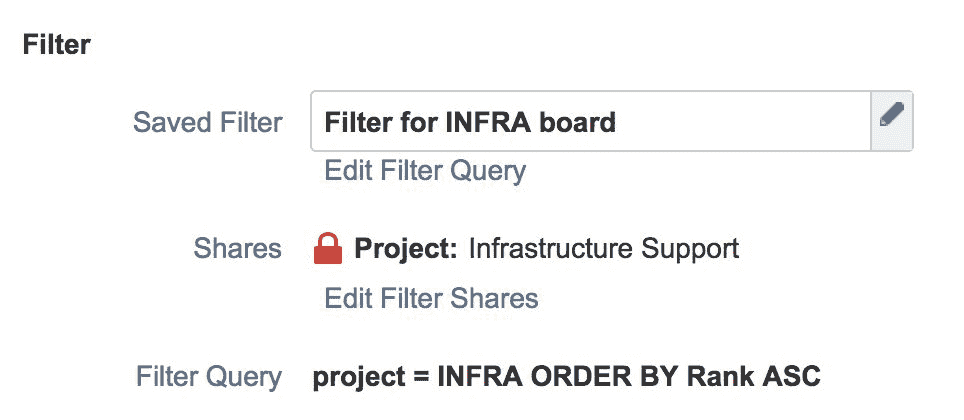 Filter
Saved Filter Filter for INFRA board
Edit Filter Query
Shares Project: Infrastructure Support
Edit Filter Shares
Filter Query project = INFRA ORDER BY Rank ASC